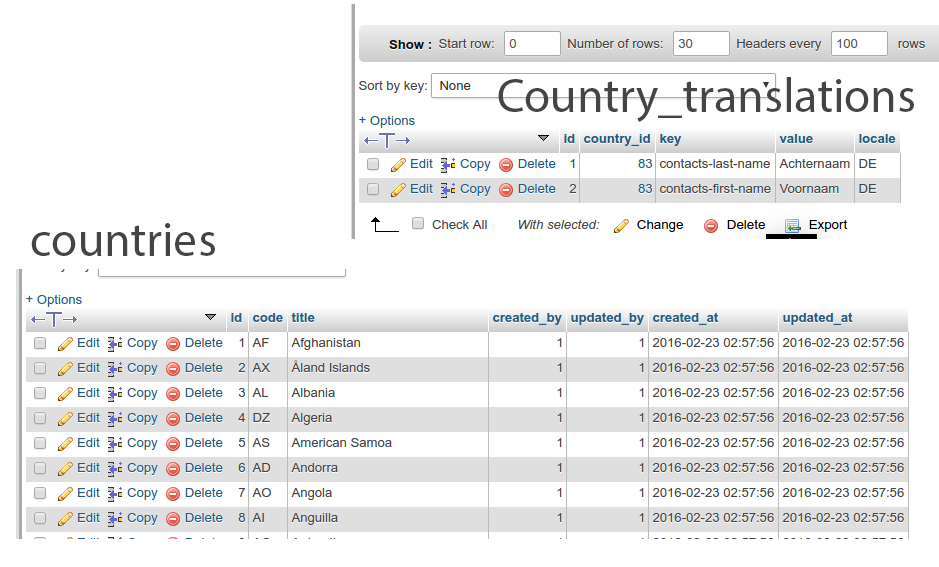 Show : Start row: 0 Number of rows: 30 Headers every 100 rows
Sort by key: None
Country_translations
+ Options
←T→ id country_id key value locale
Edit Copy Delete 1 83 contacts-last-name Achternaam DE
Edit Copy Delete 2 83 contacts-first-name Voornaam DE
Check All With selected: Change Delete Export
countries
+ Options
←T→ id code title created_by updated_by created_at updated_at
Edit Copy Delete 1 AF Afghanistan 1 1 2016-02-23 02:57:56 2016-02-23 02:57:56
Edit Copy Delete 2 AX Åland Islands 1 1 2016-02-23 02:57:56 2016-02-23 02:57:56
Edit Copy Delete 3 AL Albania 1 1 2016-02-23 02:57:56 2016-02-23 02:57:56
Edit Copy Delete 4 DZ Algeria 1 1 2016-02-23 02:57:56 2016-02-23 02:57:56
Edit Copy Delete 5 AS American Samoa 1 1 2016-02-23 02:57:56 2016-02-23 02:57:56
Edit Copy Delete 6 AD Andorra 1 1 2016-02-23 02:57:56 2016-02-23 02:57:56
Edit Copy Delete 7 AO Angola 1 1 2016-02-23 02:57:56 2016-02-23 02:57:56
Edit Copy Delete 8 AI Anguilla 1 1 2016-02-23 02:57:56 2016-02-23 02:57:56